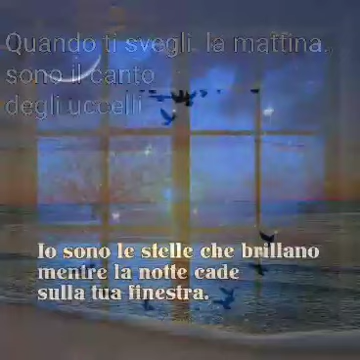 Quando ti svegli la mattina,
sono il canto
degli uccelli
Io sono le stelle che brillano
mentre la notte cade
sulla tua finestra.